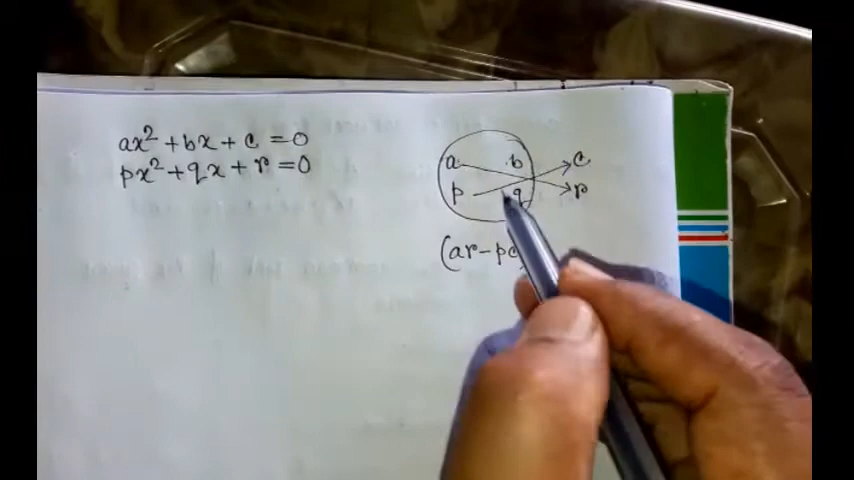 ax² + bx + c = 0
px² + qx + r = 0
a b c
p q r
(ar - pc